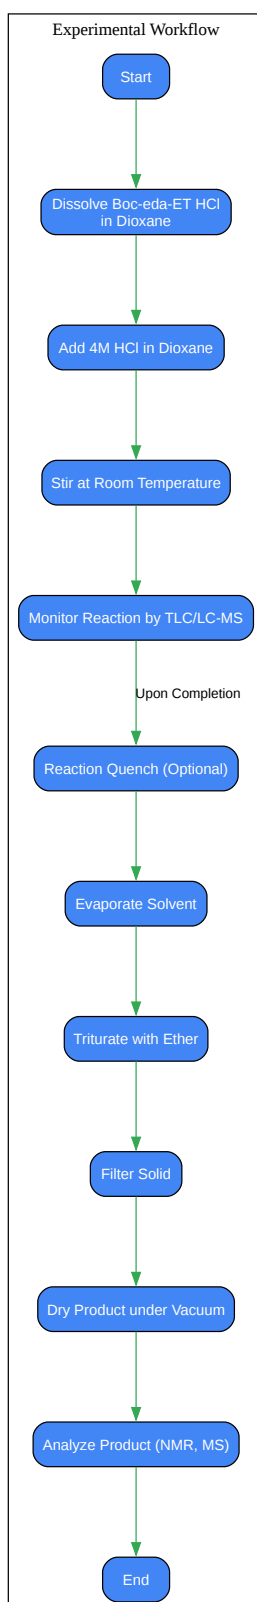 Experimental Workflow
Start
Dissolve Boc-eda-ET HCl
in Dioxane
Add 4M HCl in Dioxane
Stir at Room Temperature
Monitor Reaction by TLC/LC-MS
Upon Completion
Reaction Quench (Optional)
Evaporate Solvent
Triturate with Ether
Filter Solid
Dry Product under Vacuum
Analyze Product (NMR, MS)
End